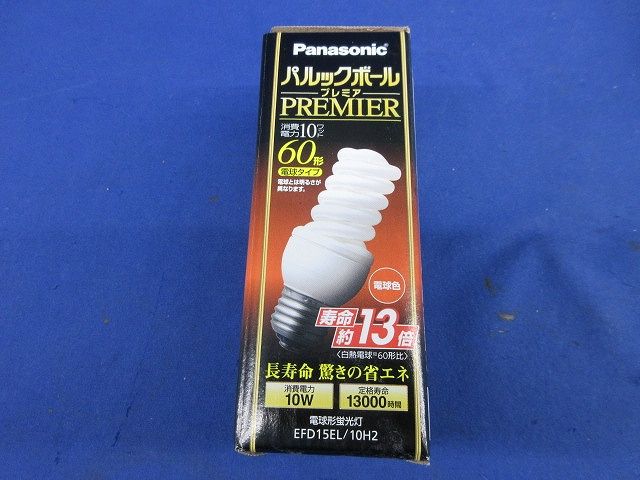 Panasonic
パルックボール
プレミア
PREMIER
消費電力10ワット
60形
電球タイプ
電球とは明るさが
異なります。
電球色
寿命
約13倍
〈白熱電球※60形比〉
長寿命 驚きの省エネ
消費電力
10W
定格寿命
13000時間
電球形蛍光灯
EFD15EL/10H2